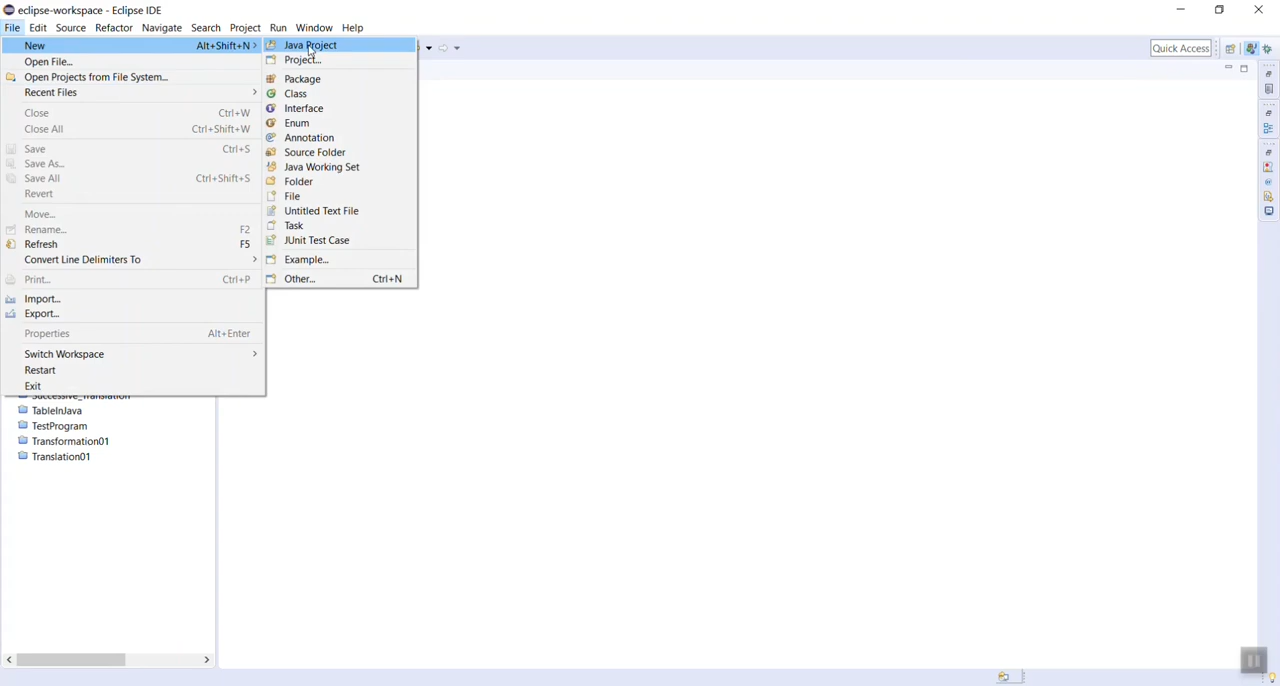 eclipse-workspace - Eclipse IDE
File Edit Source Refactor Navigate Search Project Run Window Help
New Alt+Shift+N
Open File...
Open Projects from File System...
Recent Files
Close Ctrl+W
Close All Ctrl+Shift+W
Save Ctrl+S
Save As...
Save All Ctrl+Shift+S
Revert
Move...
Rename... F2
Refresh F5
Convert Line Delimiters To
Print... Ctrl+P
Import...
Export...
Properties Alt+Enter
Switch Workspace
Restart
Exit
Java Project
Project...
Package
Class
Interface
Enum
Annotation
Source Folder
Java Working Set
Folder
File
Untitled Text File
Task
JUnit Test Case
Example...
Other... Ctrl+N
Quick Access
Successive_Translation
TableInJava
TestProgram
Transformation01
Translation01